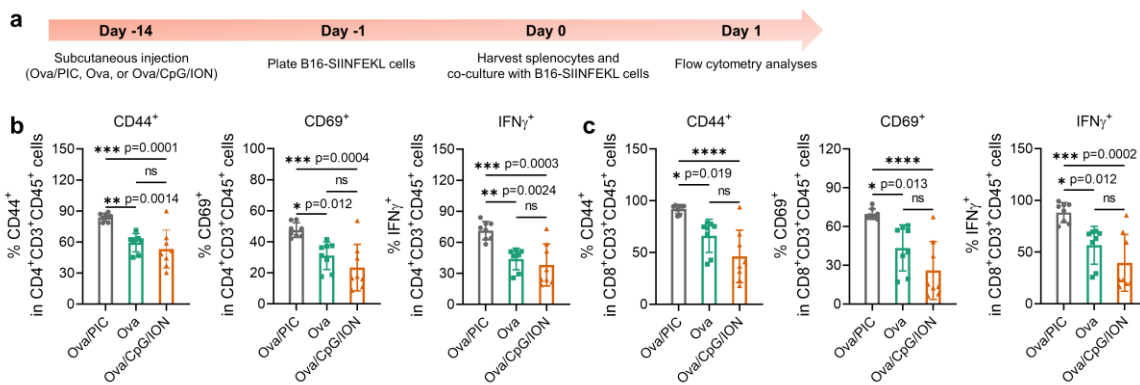 a
Day -14
Day -1
Day 0
Day 1
Subcutaneous injection
(Ova/PIC, Ova, or Ova/CpG/ION)
Plate B16-SIINFEKL cells
Harvest splenocytes and
co-culture with B16-SIINFEKL cells
Flow cytometry analyses
b
CD44⁺
% CD44⁺
in CD4⁺CD3⁺CD45⁺ cells
150
120
90
60
30
0
*** p=0.0001
ns
** p=0.0014
Ova/PIC
Ova
Ova/CpG/ION
CD69⁺
% CD69⁺
in CD4⁺CD3⁺CD45⁺ cells
100
80
60
40
20
0
*** p=0.0004
ns
* p=0.012
Ova/PIC
Ova
Ova/CpG/ION
IFNγ⁺
% IFNγ⁺
in CD4⁺CD3⁺CD45⁺ cells
150
100
50
0
*** p=0.0003
ns
** p=0.0024
Ova/PIC
Ova
Ova/CpG/ION
c
CD44⁺
% CD44⁺
in CD8⁺CD3⁺CD45⁺ cells
150
120
90
60
30
0
****
* p=0.019
ns
Ova/PIC
Ova
Ova/CpG/ION
CD69⁺
% CD69⁺
in CD8⁺CD3⁺CD45⁺ cells
120
90
60
30
0
****
* p=0.013
ns
Ova/PIC
Ova
Ova/CpG/ION
IFNγ⁺
% IFNγ⁺
in CD8⁺CD3⁺CD45⁺ cells
150
120
90
60
30
0
*** p=0.0002
* p=0.012
ns
Ova/PIC
Ova
Ova/CpG/ION